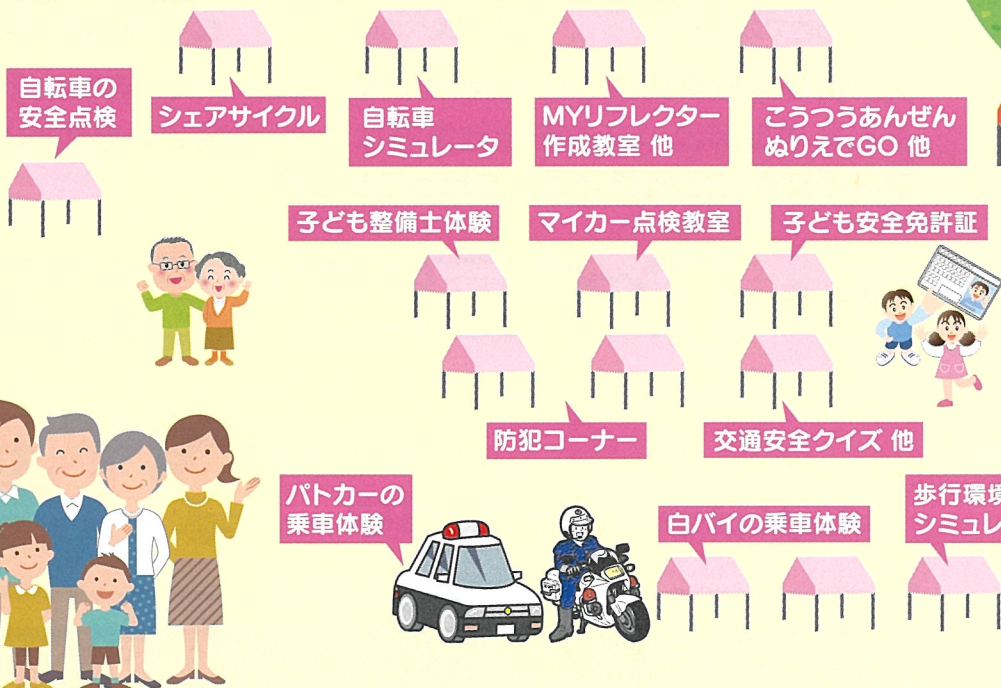 自転車の
安全点検
シェアサイクル
自転車
シミュレータ
MYリフレクター
作成教室 他
こうつうあんぜん
ぬりえでGO 他
子ども整備士体験
マイカー点検教室
子ども安全免許証
防犯コーナー
交通安全クイズ 他
パトカーの
乗車体験
白バイの乗車体験
歩行環境
シミュレ